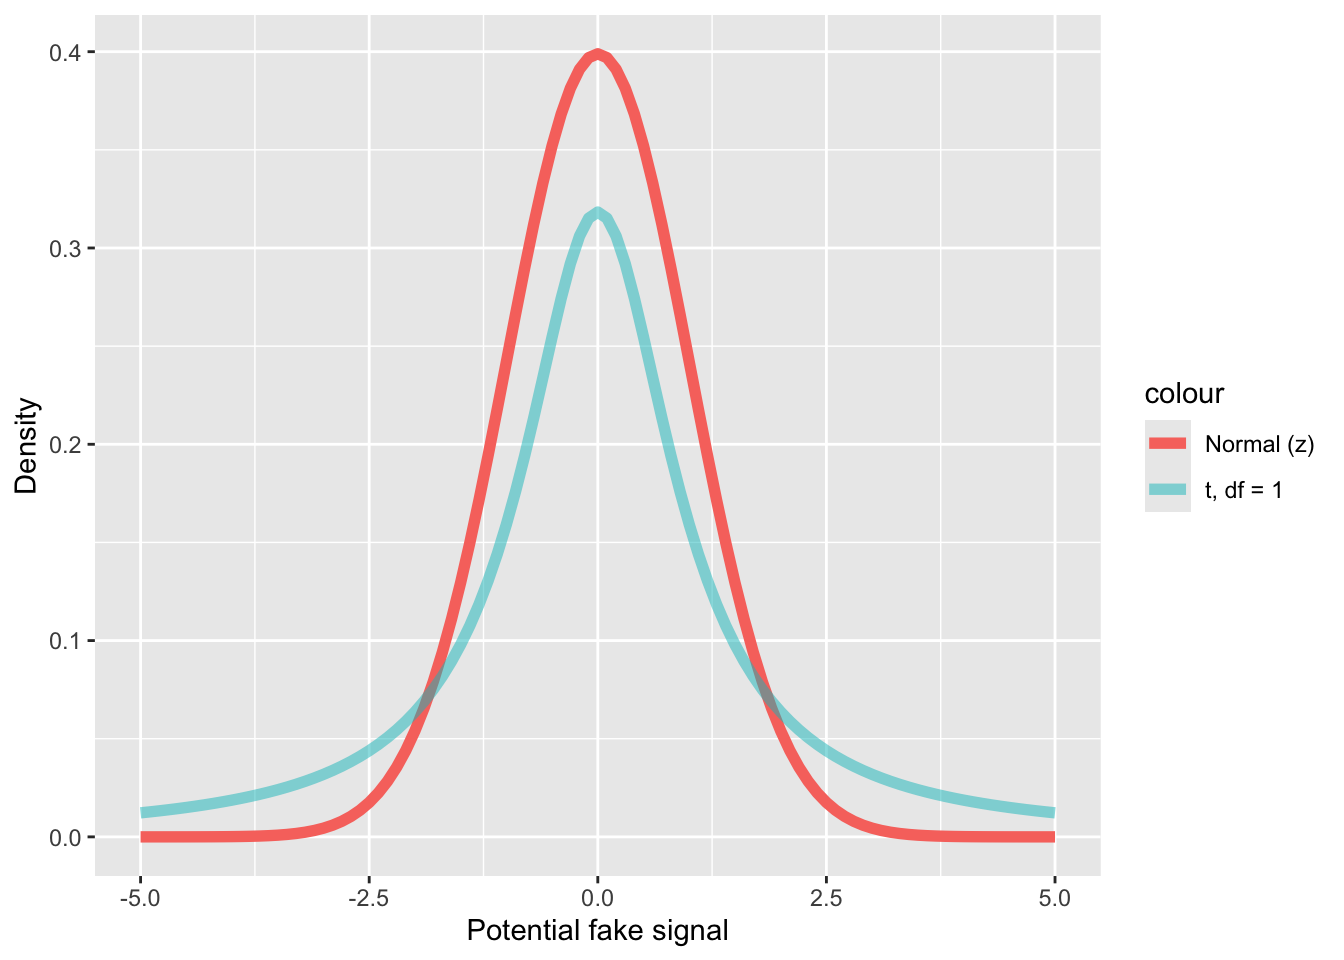 0.4
0.3
0.2
0.1
0.0
Density
-5.0
-2.5
0.0
2.5
5.0
Potential fake signal
colour
Normal (z)
t, df = 1